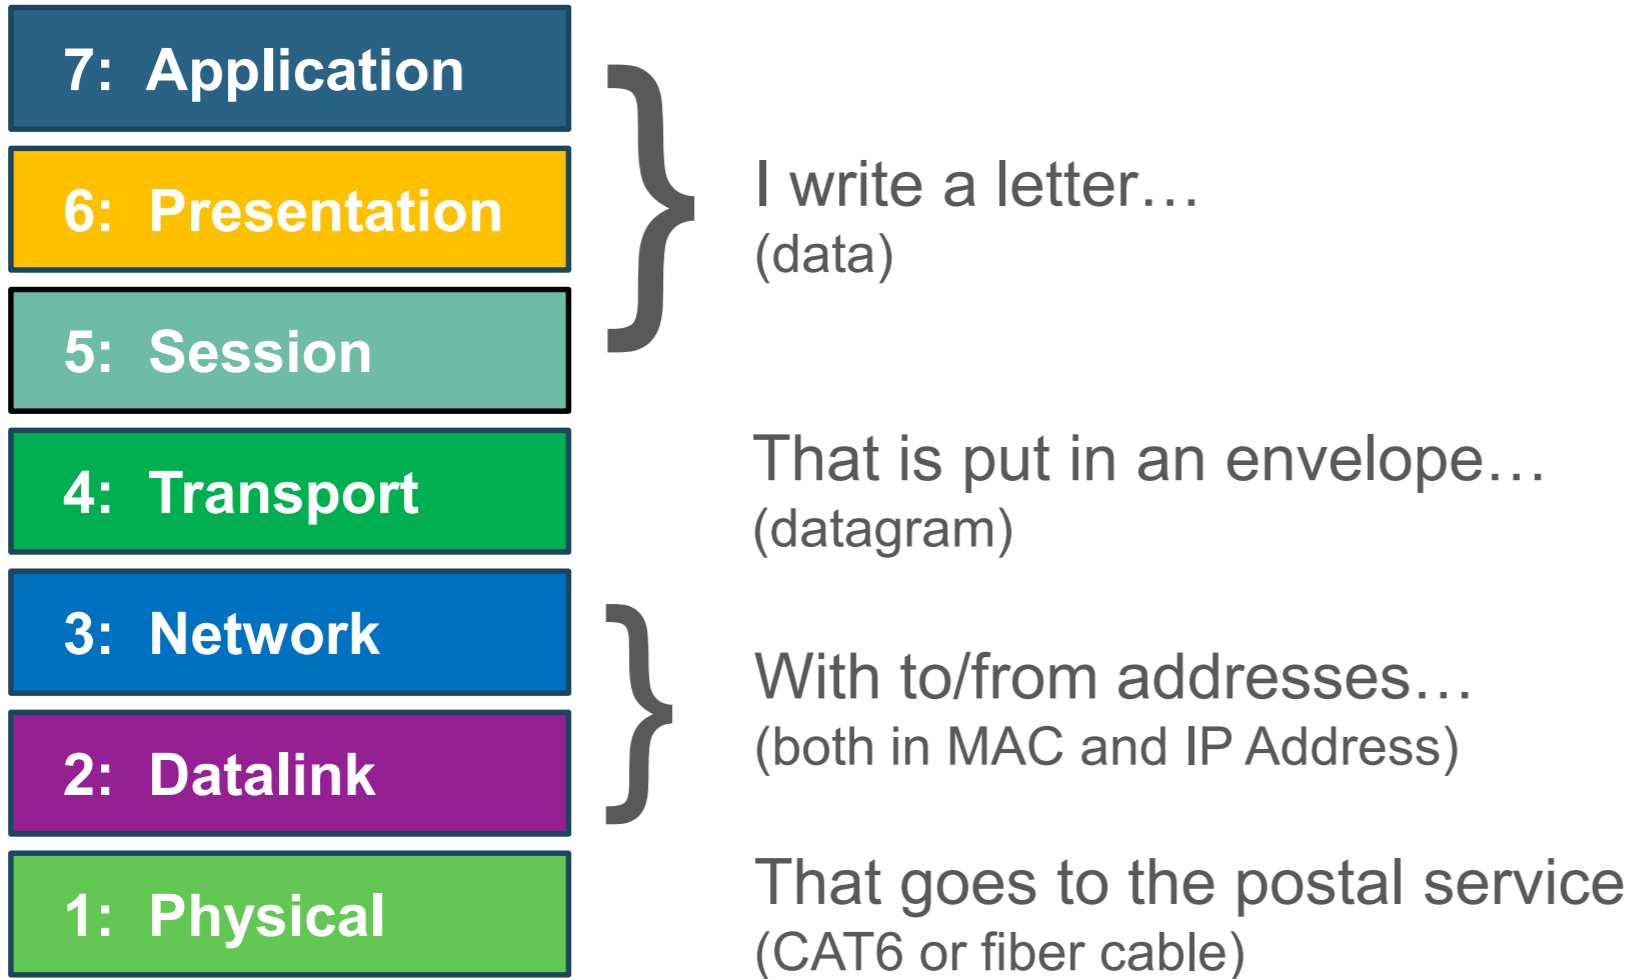 7: Application
6: Presentation
5: Session
4: Transport
3: Network
2: Datalink
1: Physical
I write a letter…
(data)
That is put in an envelope…
(datagram)
With to/from addresses…
(both in MAC and IP Address)
That goes to the postal service
(CAT6 or fiber cable)